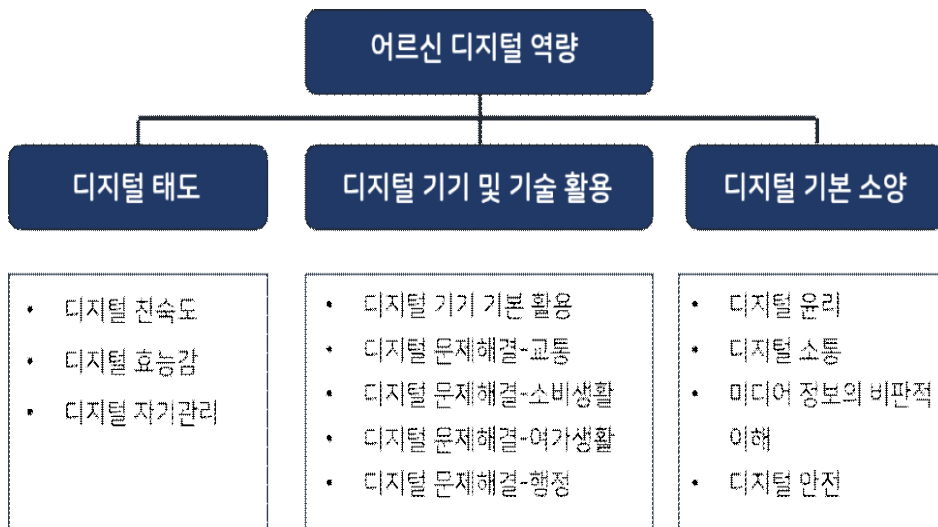 어르신 디지털 역량
디지털 태도
디지털 기기 및 기술 활용
디지털 기본 소양
• 디지털 친숙도
• 디지털 효능감
• 디지털 자기관리
• 디지털 기기 기본 활용
• 디지털 문제해결-교통
• 디지털 문제해결-소비생활
• 디지털 문제해결-여가생활
• 디지털 문제해결-행정
• 디지털 윤리
• 디지털 소통
• 미디어 정보의 비판적
이해
• 디지털 안전